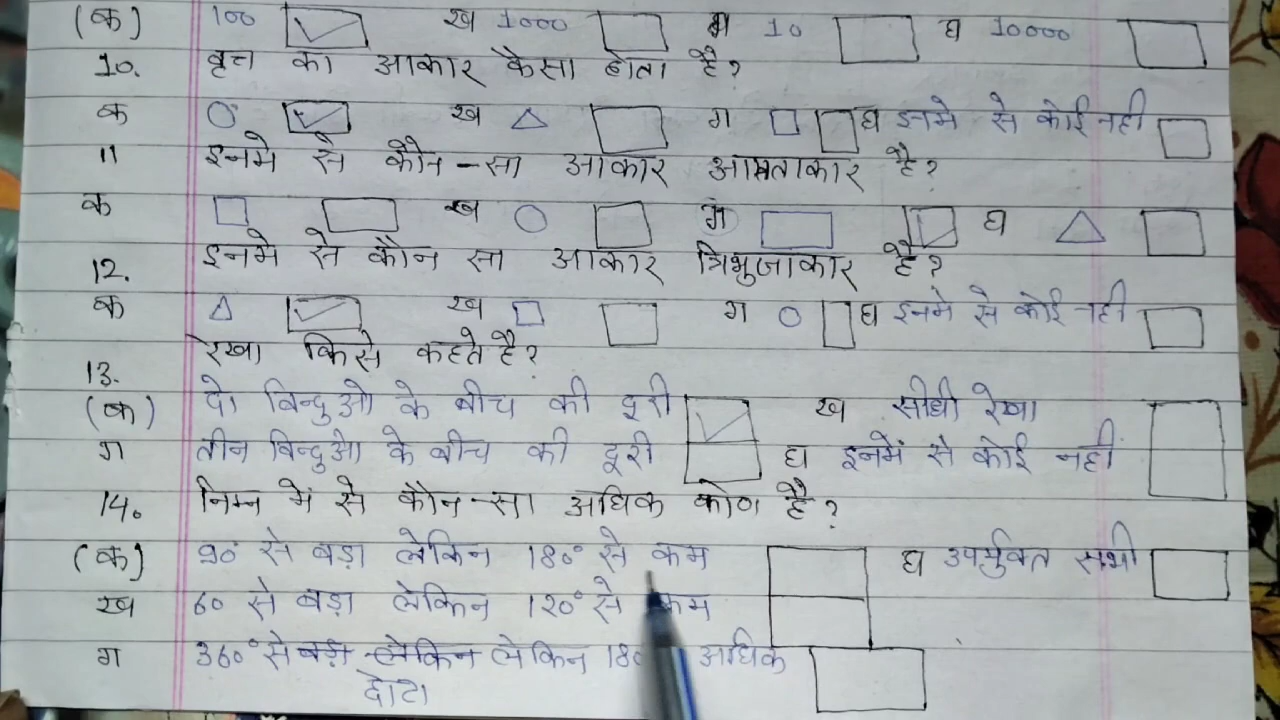 (क) 100 ख 1000 ग 10 घ 10000
10. वृत्त का आकार कैसा होता है?
क ख ग घ इनमे से कोई नही
11 इनमे से कौन-सा आकार आयताकार है?
क ख ग घ
12. इनमे से कौन सा आकार त्रिभुजाकार है?
क ख ग घ इनमे से कोई नही
13. रेखा किसे कहते है?
(क) दो बिन्दुओ के बीच की दूरी ख सीधी रेखा
ग तीन बिन्दुओ के बीच की दूरी घ इनमें से कोई नही
14. निम्न में से कौन-सा अधिक कोण है?
(क) 90° से बड़ा लेकिन 180° से कम घ उपर्युक्त सभी
ख 60 से बड़ा लेकिन 120° से कम
ग 360° से बड़ा लेकिन लेकिन 180 अधिक
छोटा